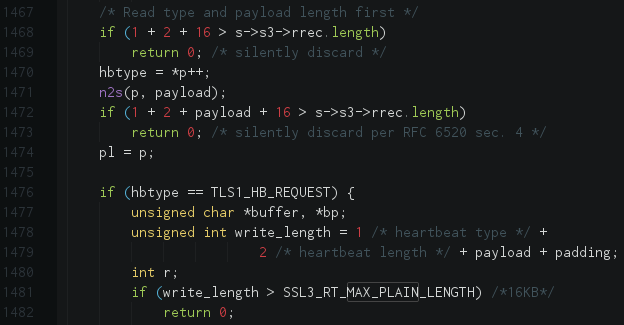 1467 /* Read type and payload length first */
1468 if (1 + 2 + 16 > s->s3->rrec.length)
1469 return 0; /* silently discard */
1470 hbtype = *p++;
1471 n2s(p, payload);
1472 if (1 + 2 + payload + 16 > s->s3->rrec.length)
1473 return 0; /* silently discard per RFC 6520 sec. 4 */
1474 pl = p;
1475
1476 if (hbtype == TLS1_HB_REQUEST) {
1477 unsigned char *buffer, *bp;
1478 unsigned int write_length = 1 /* heartbeat type */ +
1479 2 /* heartbeat length */ + payload + padding;
1480 int r;
1481 if (write_length > SSL3_RT_MAX_PLAIN_LENGTH) /*16KB*/
1482 return 0;